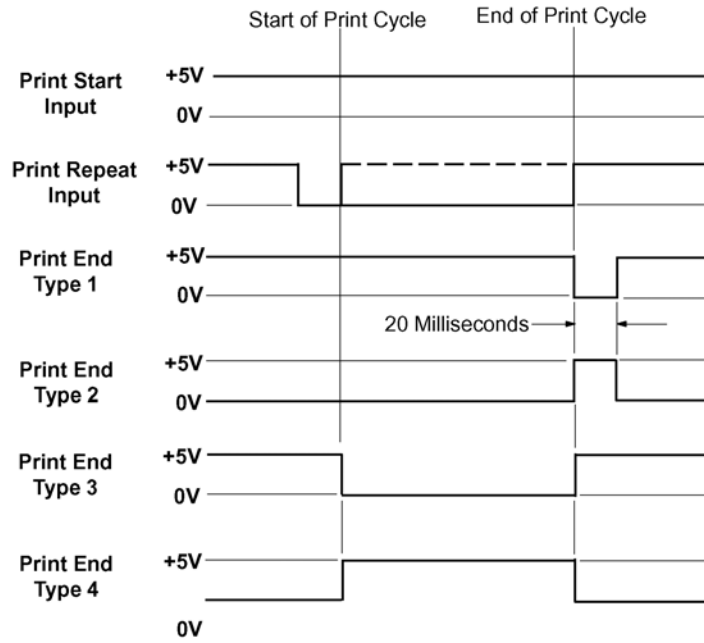 Start of Print Cycle
End of Print Cycle
Print Start
Input
+5V
0V
Print Repeat
Input
+5V
0V
Print End
Type 1
+5V
0V
20 Milliseconds
Print End
Type 2
+5V
0V
Print End
Type 3
+5V
0V
Print End
Type 4
+5V
0V